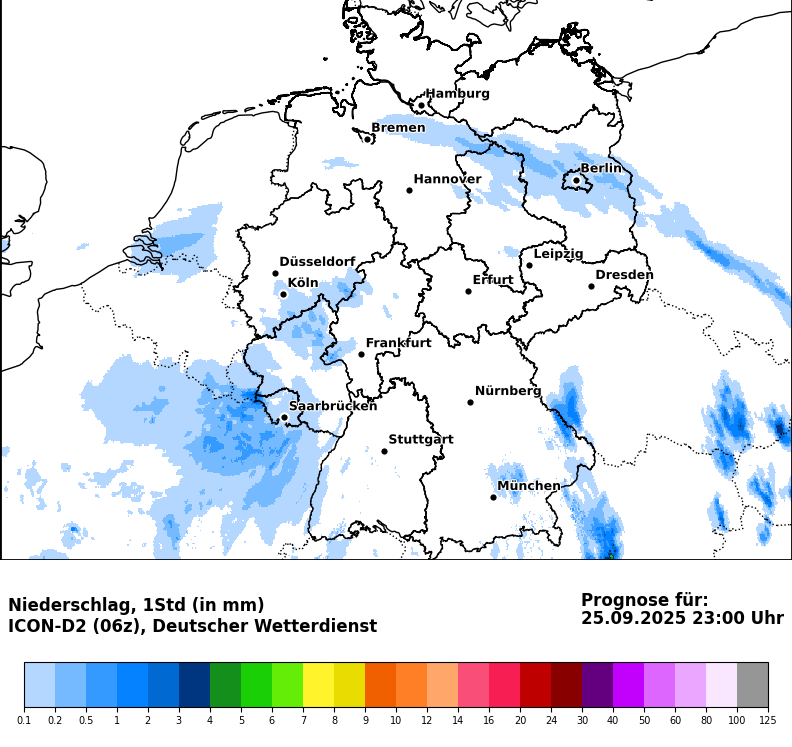 Hamburg
Bremen
Berlin
Hannover
Leipzig
Düsseldorf
Dresden
Köln
Erfurt
Frankfurt
Nürnberg
Saarbrücken
Stuttgart
München
Niederschlag, 1Std (in mm)
ICON-D2 (06z), Deutscher Wetterdienst
Prognose für:
25.09.2025 23:00 Uhr
0.1 0.2 0.5 1 2 3 4 5 6 7 8 9 10 12 14 16 20 24 30 40 50 60 80 100 125